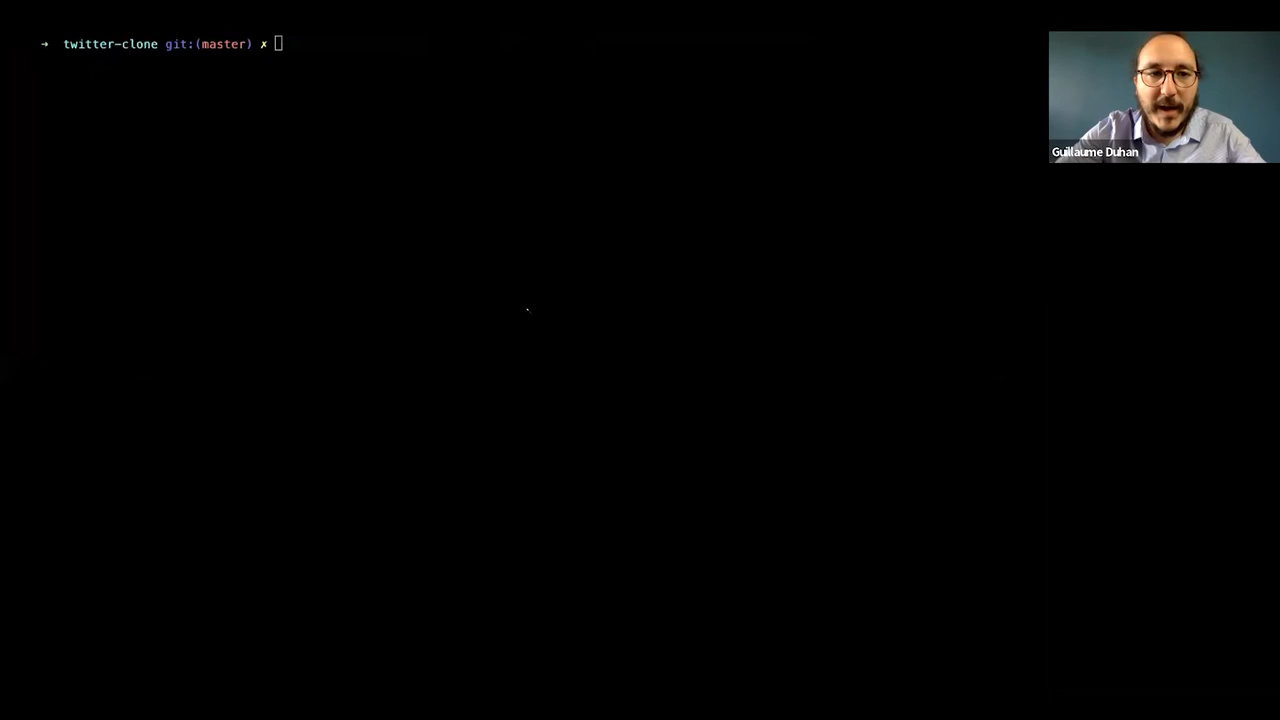 ➜ twitter-clone git:(master) ✗
Guillaume Duhan